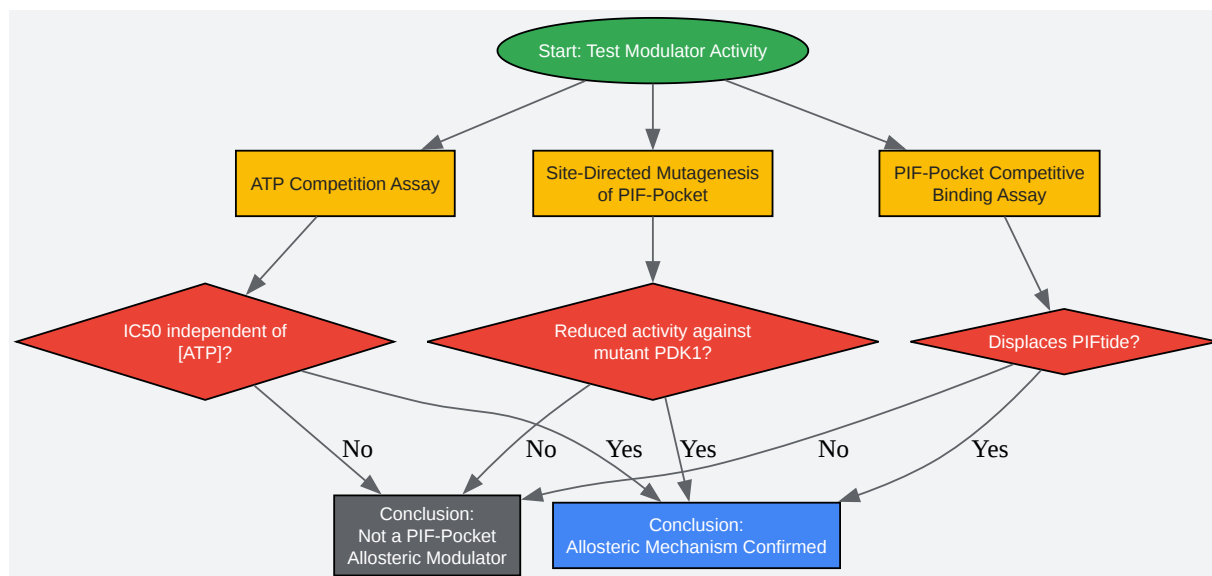 Start: Test Modulator Activity
ATP Competition Assay
Site-Directed Mutagenesis
of PIF-Pocket
PIF-Pocket Competitive
Binding Assay
IC50 independent of
[ATP]?
Reduced activity against
mutant PDK1?
Displaces PIFtide?
No
Yes
No
Yes
No
Yes
Conclusion:
Not a PIF-Pocket
Allosteric Modulator
Conclusion:
Allosteric Mechanism Confirmed